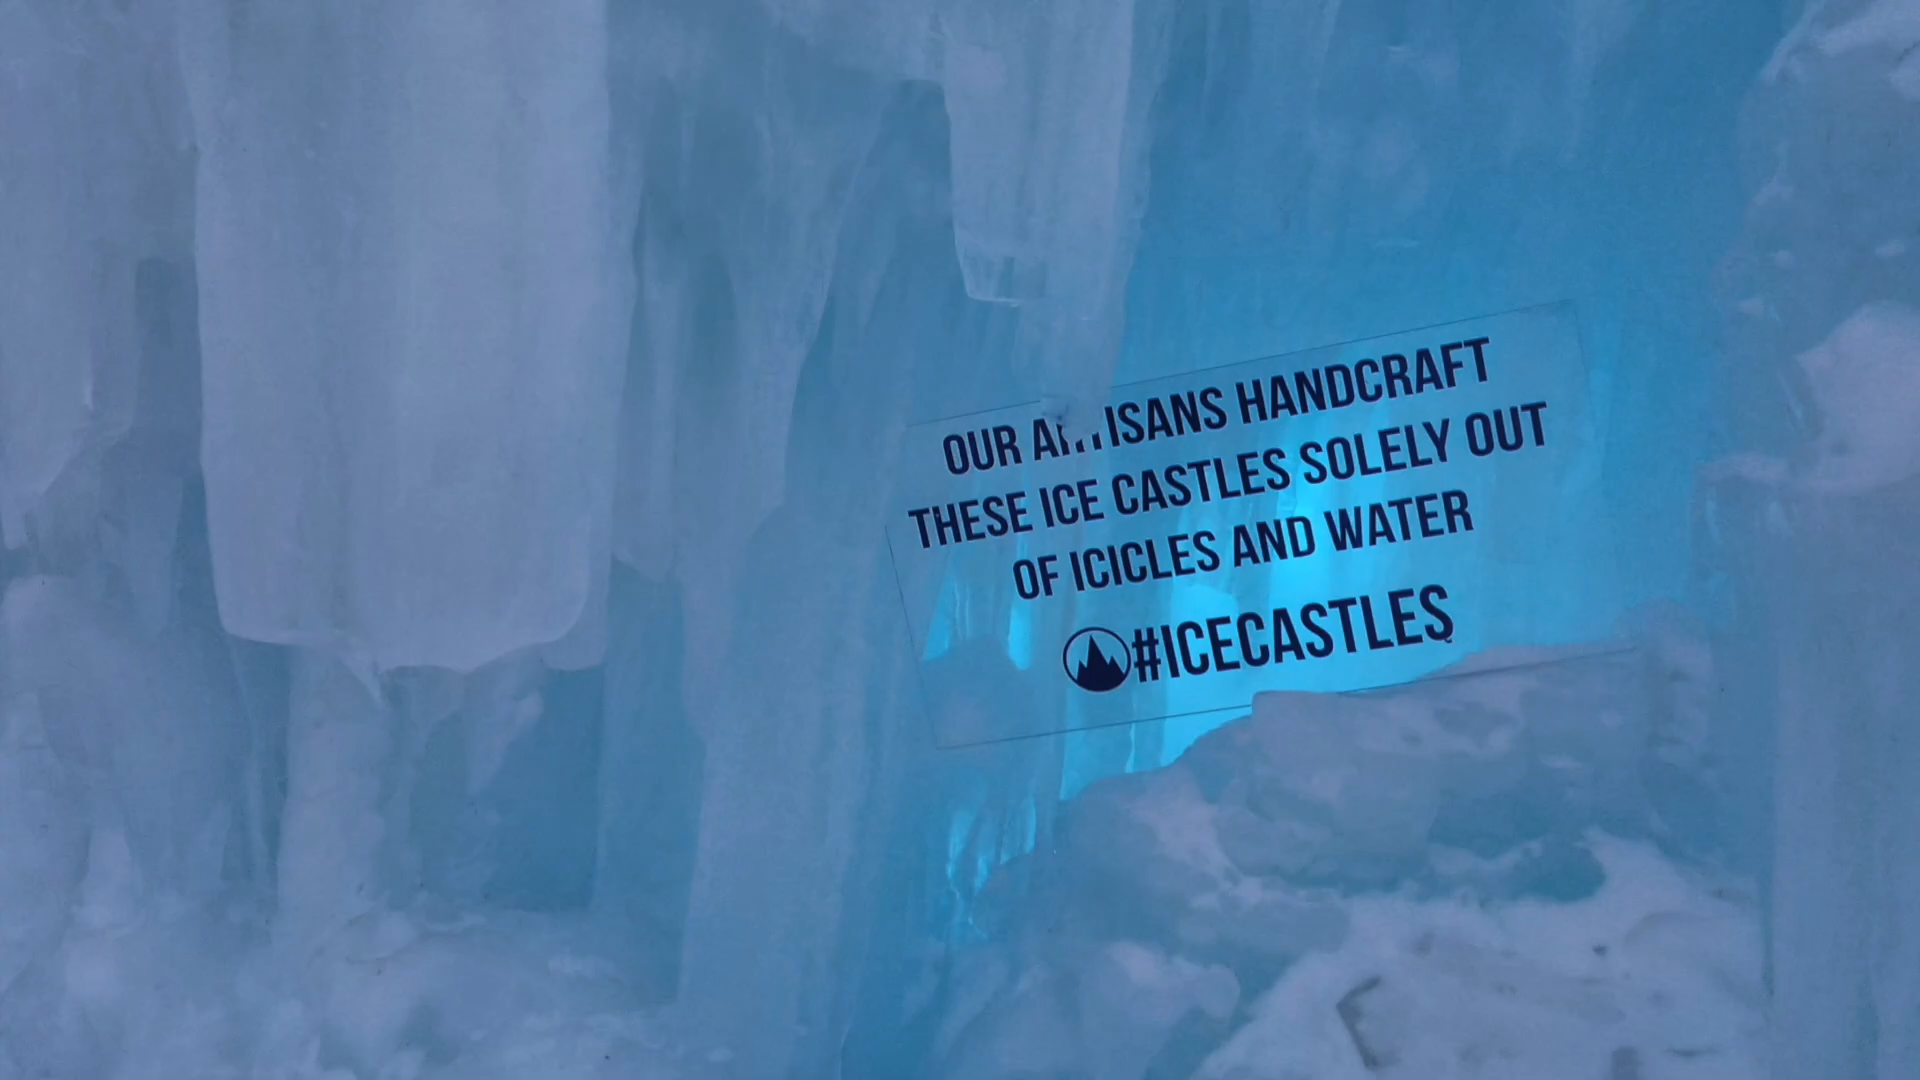 OUR ARTISANS HANDCRAFT
THESE ICE CASTLES SOLELY OUT
OF ICICLES AND WATER
#ICECASTLES